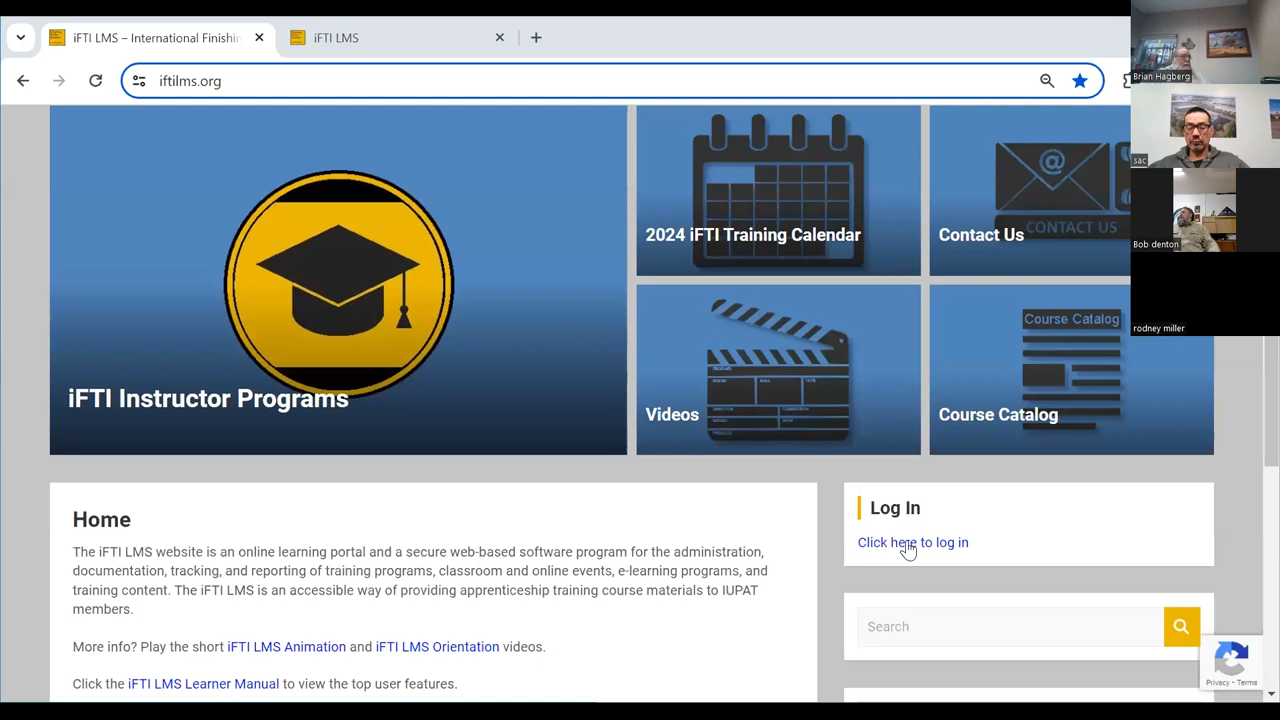 iFTI LMS – International Finishin
iFTI LMS
iftilms.org
Brian Hagberg
sac
Bob denton
rodney miller
iFTI Instructor Programs
2024 iFTI Training Calendar
CONTACT US
Contact Us
Videos
Course Catalog
Course Catalog
Home
The iFTI LMS website is an online learning portal and a secure web-based software program for the administration,
documentation, tracking, and reporting of training programs, classroom and online events, e-learning programs, and
training content. The iFTI LMS is an accessible way of providing apprenticeship training course materials to IUPAT
members.
More info? Play the short iFTI LMS Animation and iFTI LMS Orientation videos.
Click the iFTI LMS Learner Manual to view the top user features.
Log In
Click here to log in
Search
Privacy - Terms